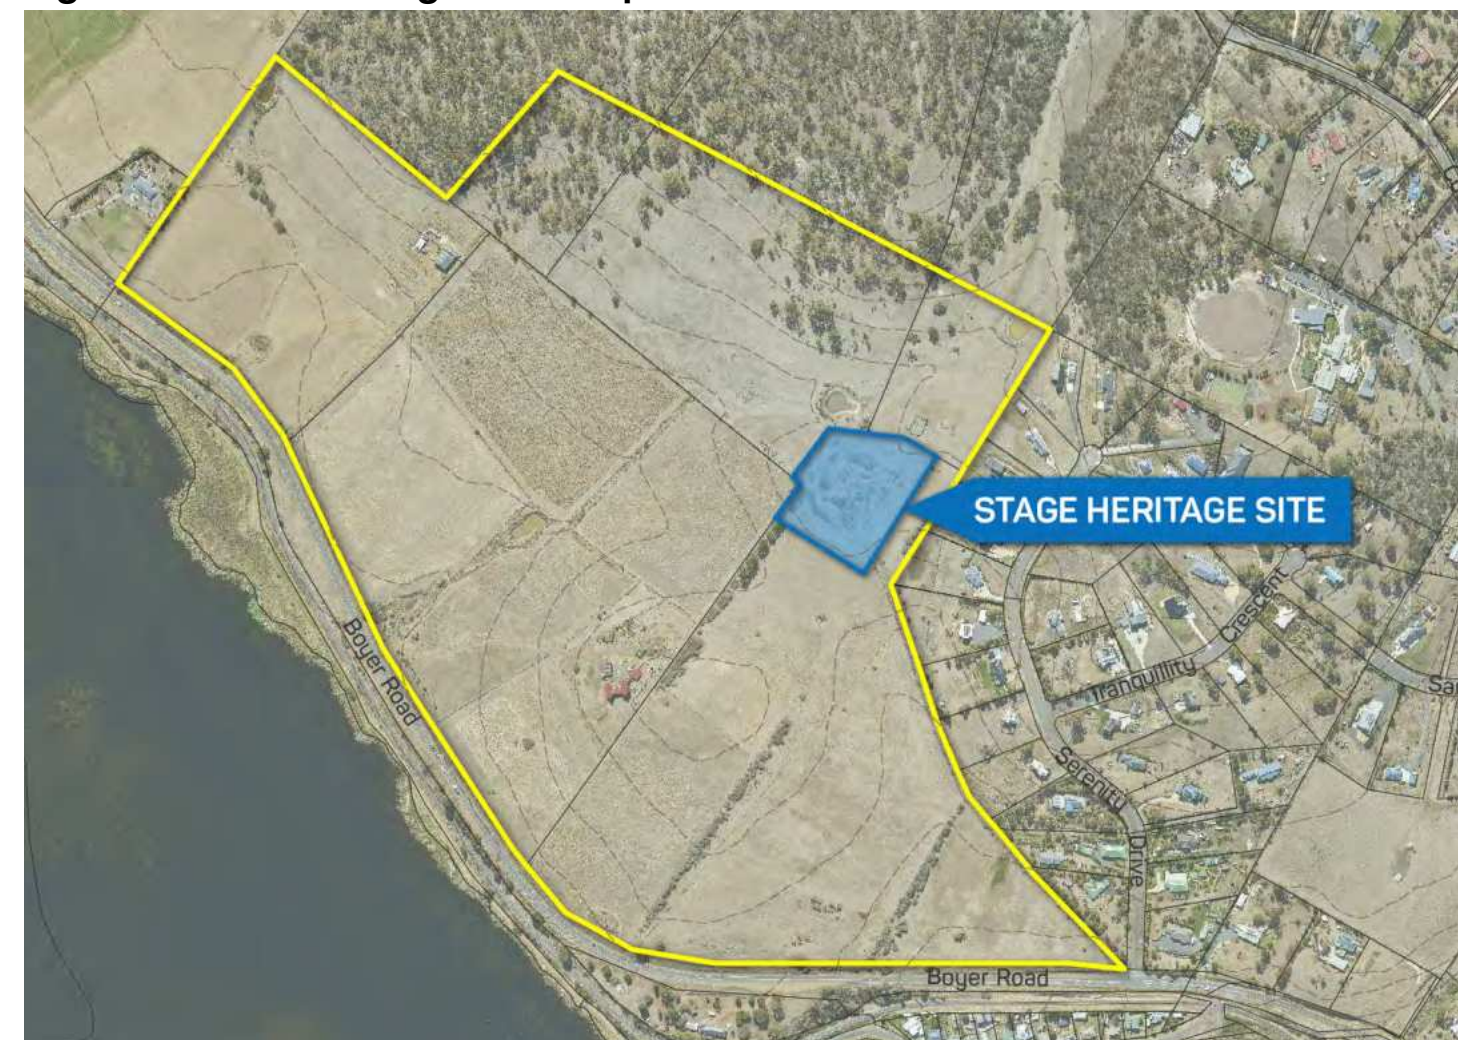 STAGE HERITAGE SITE
Crescent
Tranquillity
Boyer Road
Serenity
Drive
Boyer Road